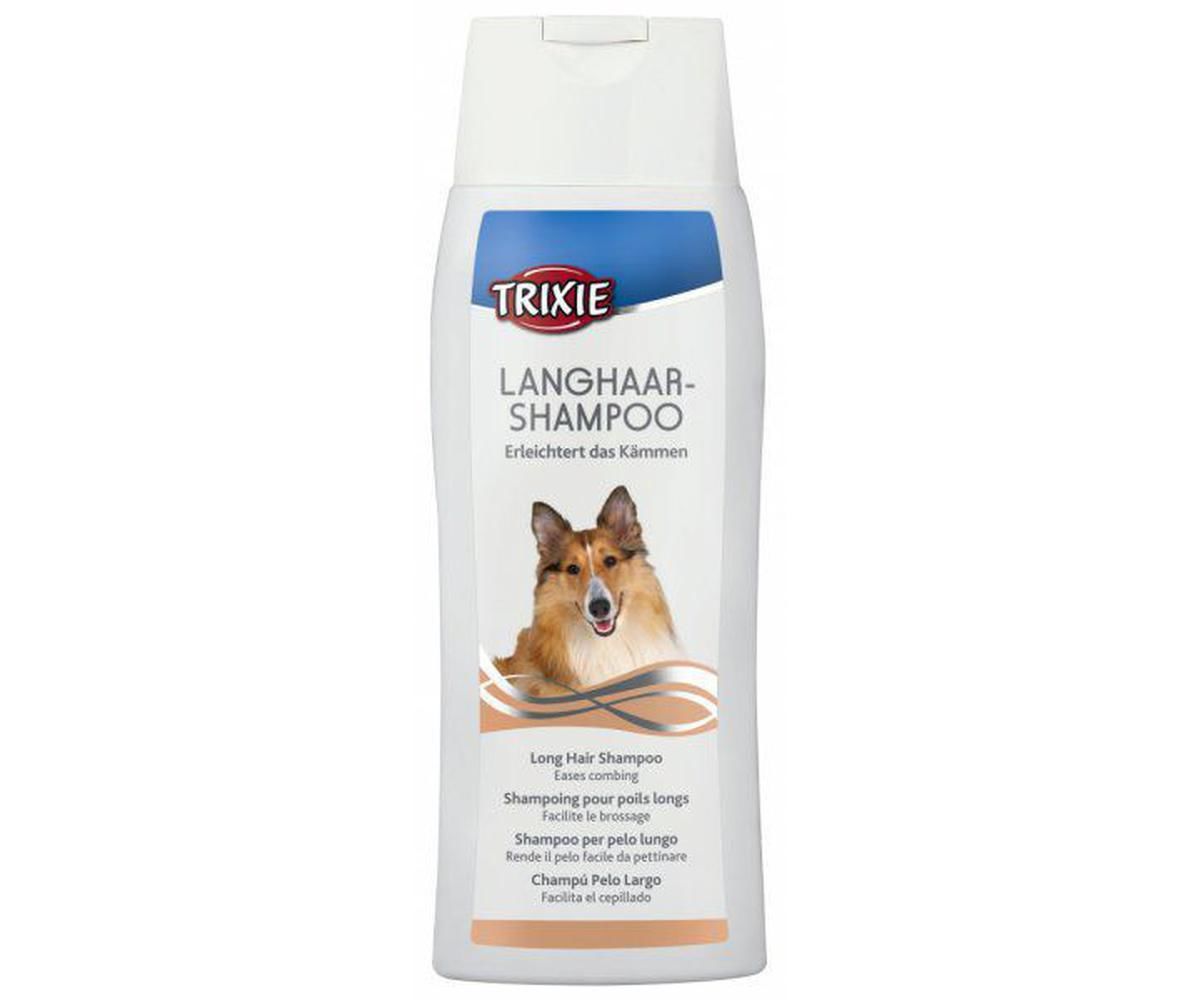 TRIXIE
LANGHAAR-
SHAMPOO
Erleichtert das Kämmen
Long Hair Shampoo
Eases combing
Shampoing pour poils longs
Facilite le brossage
Shampoo per pelo lungo
Rende il pelo facile da pettinare
Champú Pelo Largo
Facilita el cepillado